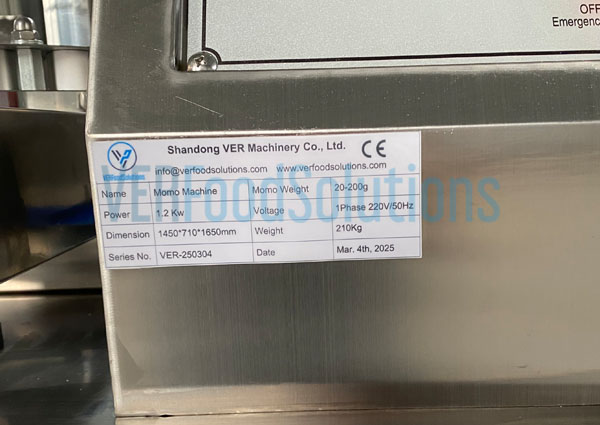 OFF
Emergenc
Shandong VER Machinery Co., Ltd. CE
info@verfoodsolutions.com www.verfoodsolutions.com
VERFoodSolutions
Name Momo Machine Momo Weight 20-200g
Power 1.2 Kw Voltage 1Phase 220V/50Hz
Dimension 1450*710*1650mm Weight 210Kg
Series No. VER-250304 Date Mar. 4th, 2025